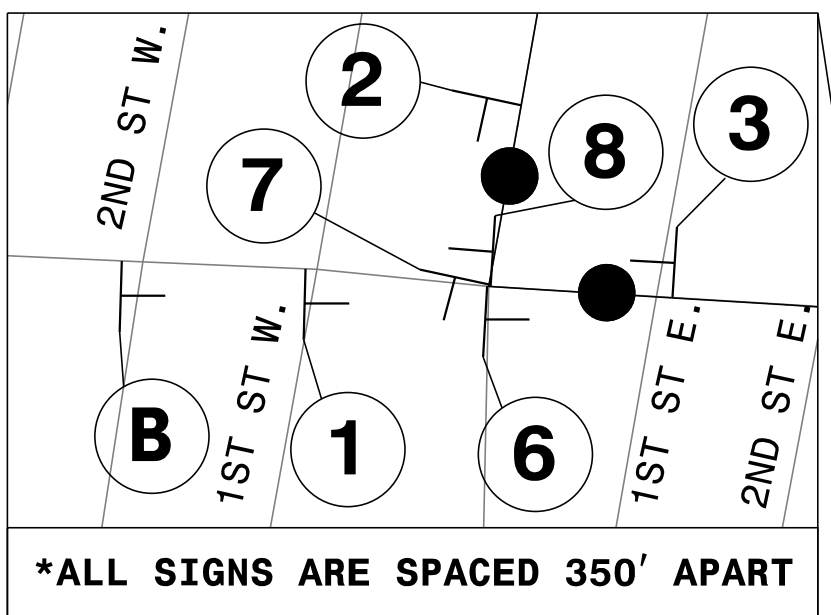 2ND ST W.
2
8
3
7
1ST ST W.
1ST ST E.
2ND ST E.
B
1
6
*ALL SIGNS ARE SPACED 350′ APART